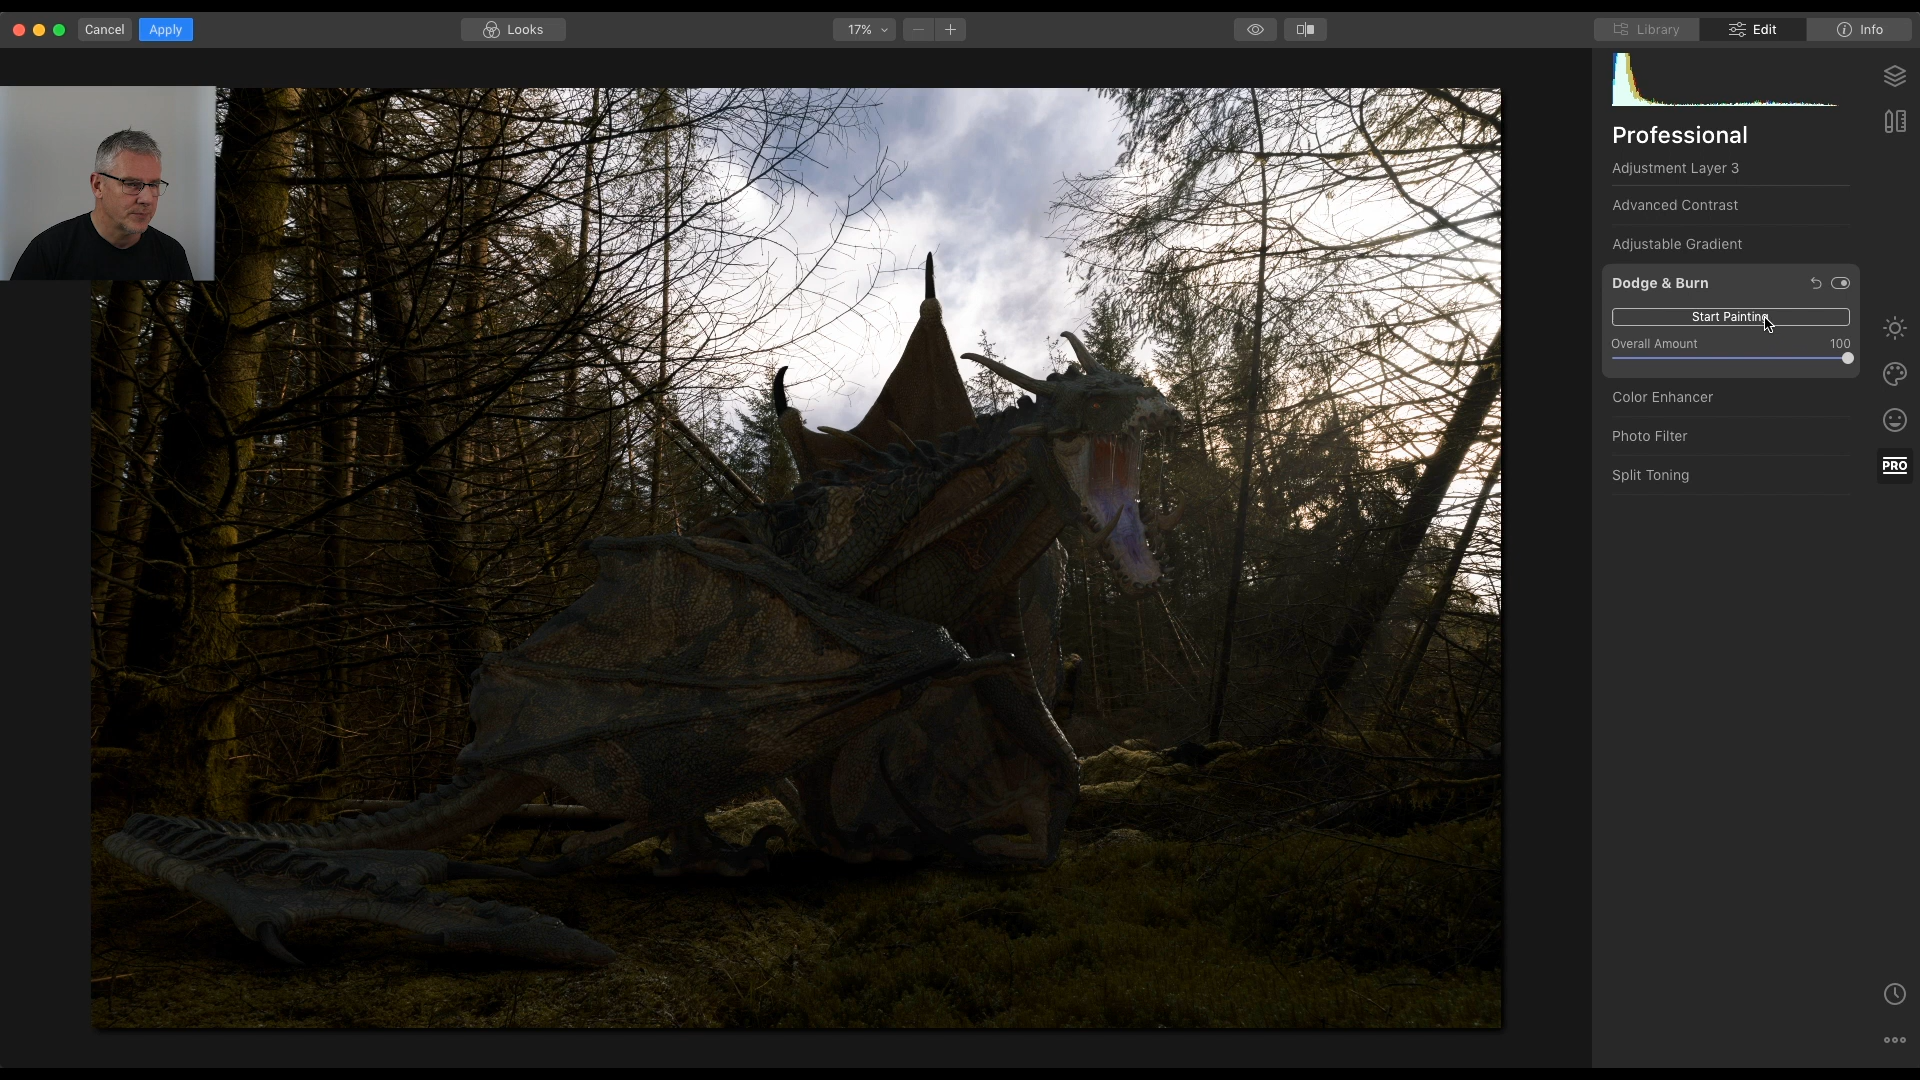 Cancel
Apply
Looks
17%
Library
Edit
Info
Professional
Adjustment Layer 3
Advanced Contrast
Adjustable Gradient
Dodge & Burn
Start Painting
Overall Amount 100
Color Enhancer
Photo Filter
Split Toning
PRO